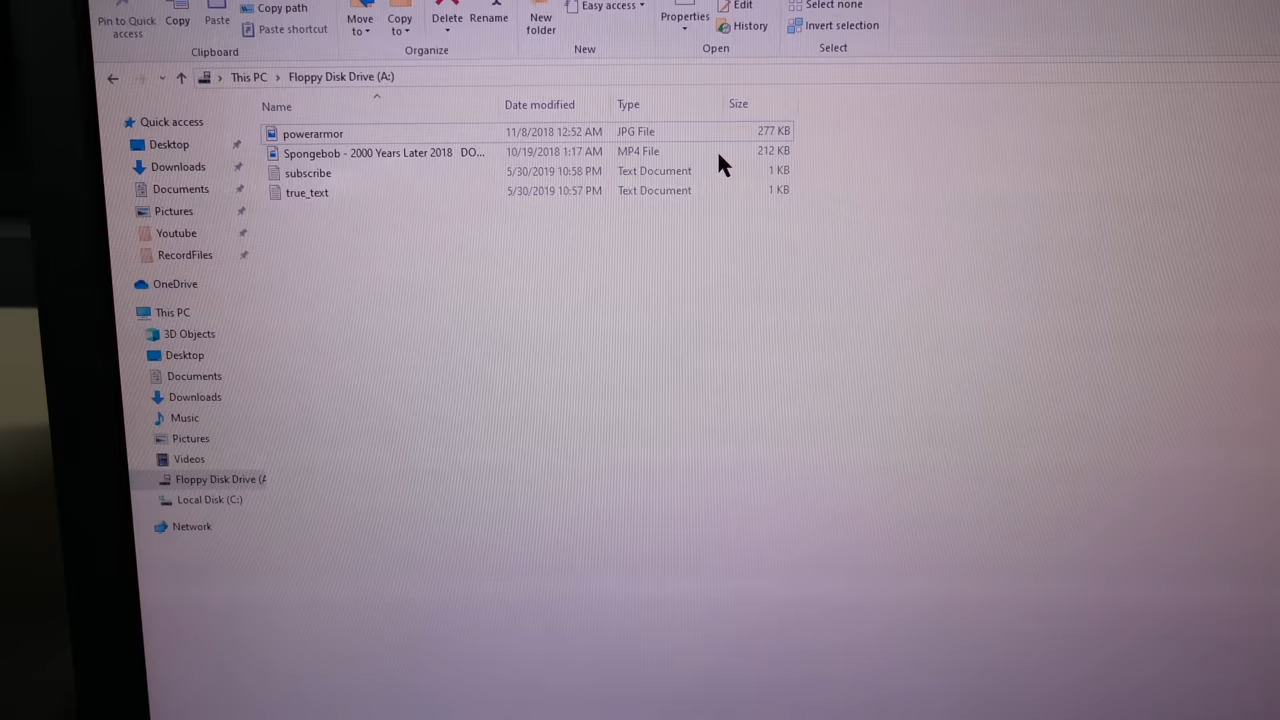 Pin to Quick access
Copy
Paste
Copy path
Paste shortcut
Clipboard
Move to
Copy to
Delete
Rename
Organize
New folder
Easy access
New
Properties
Edit
History
Open
Select none
Invert selection
Select
This PC > Floppy Disk Drive (A:)
Name Date modified Type Size
powerarmor 11/8/2018 12:52 AM JPG File 277 KB
Spongebob - 2000 Years Later 2018 DO... 10/19/2018 1:17 AM MP4 File 212 KB
subscribe 5/30/2019 10:58 PM Text Document 1 KB
true_text 5/30/2019 10:57 PM Text Document 1 KB
Quick access
Desktop
Downloads
Documents
Pictures
Youtube
RecordFiles
OneDrive
This PC
3D Objects
Desktop
Documents
Downloads
Music
Pictures
Videos
Floppy Disk Drive (A
Local Disk (C:)
Network